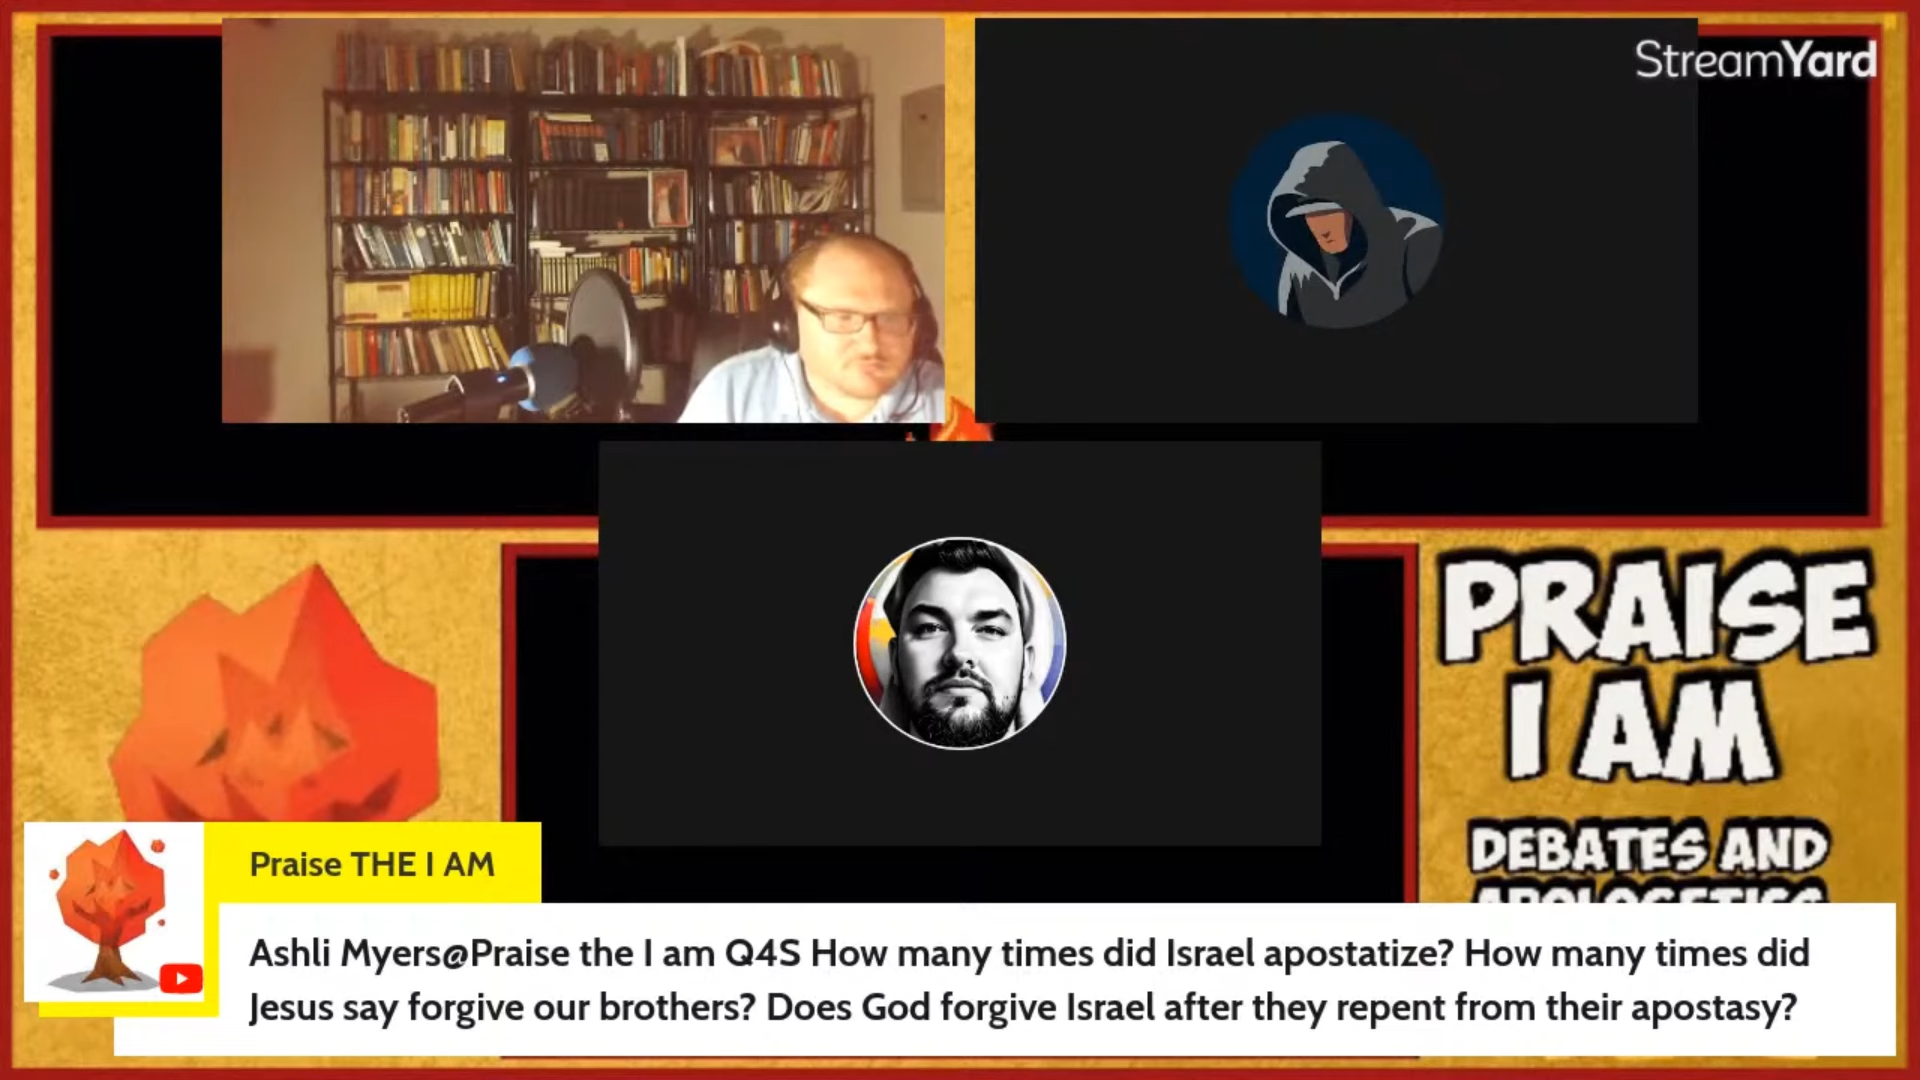 StreamYard
PRAISE
I AM
DEBATES AND
APOLOGETICS
Praise THE I AM
Ashli Myers@Praise the I am Q4S How many times did Israel apostatize? How many times did
Jesus say forgive our brothers? Does God forgive Israel after they repent from their apostasy?